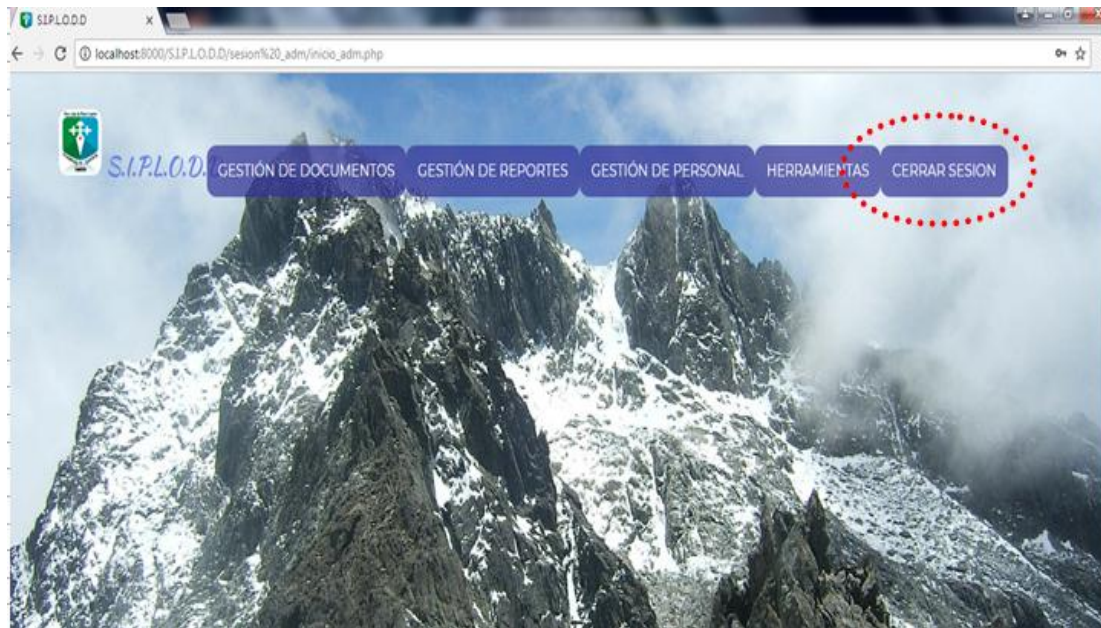 S.I.P.L.O.D.D
localhost:8000/S.I.P.L.O.D.D/sesion%20_adm/inicio_adm.php
S.I.P.L.O.D. GESTIÓN DE DOCUMENTOS GESTIÓN DE REPORTES GESTIÓN DE PERSONAL HERRAMIENTAS CERRAR SESION